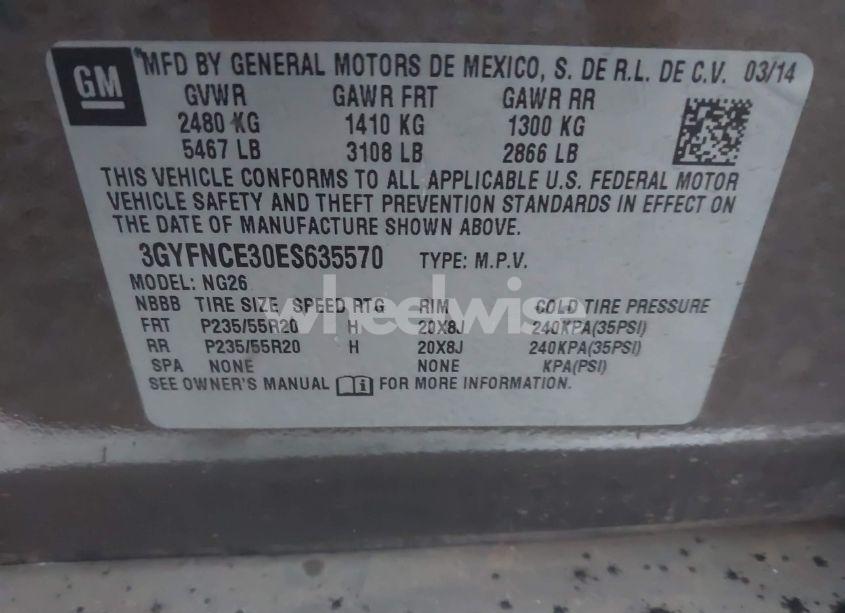 GM MFD BY GENERAL MOTORS DE MEXICO, S. DE R.L. DE C.V. 03/14
GVWR GAWR FRT GAWR RR
2480 KG 1410 KG 1300 KG
5467 LB 3108 LB 2866 LB
THIS VEHICLE CONFORMS TO ALL APPLICABLE U.S. FEDERAL MOTOR
VEHICLE SAFETY AND THEFT PREVENTION STANDARDS IN EFFECT ON
THE DATE OF MANUFACTURE SHOWN ABOVE.
3GYFNCE30ES635570 TYPE: M.P.V.
MODEL: NG26
NBBB TIRE SIZE SPEED RTG RIM COLD TIRE PRESSURE
wheelwise
FRT P235/55R20 H 20X8J 240KPA(35PSI)
RR P235/55R20 H 20X8J 240KPA(35PSI)
SPA NONE NONE KPA(PSI)
SEE OWNER'S MANUAL FOR MORE INFORMATION.